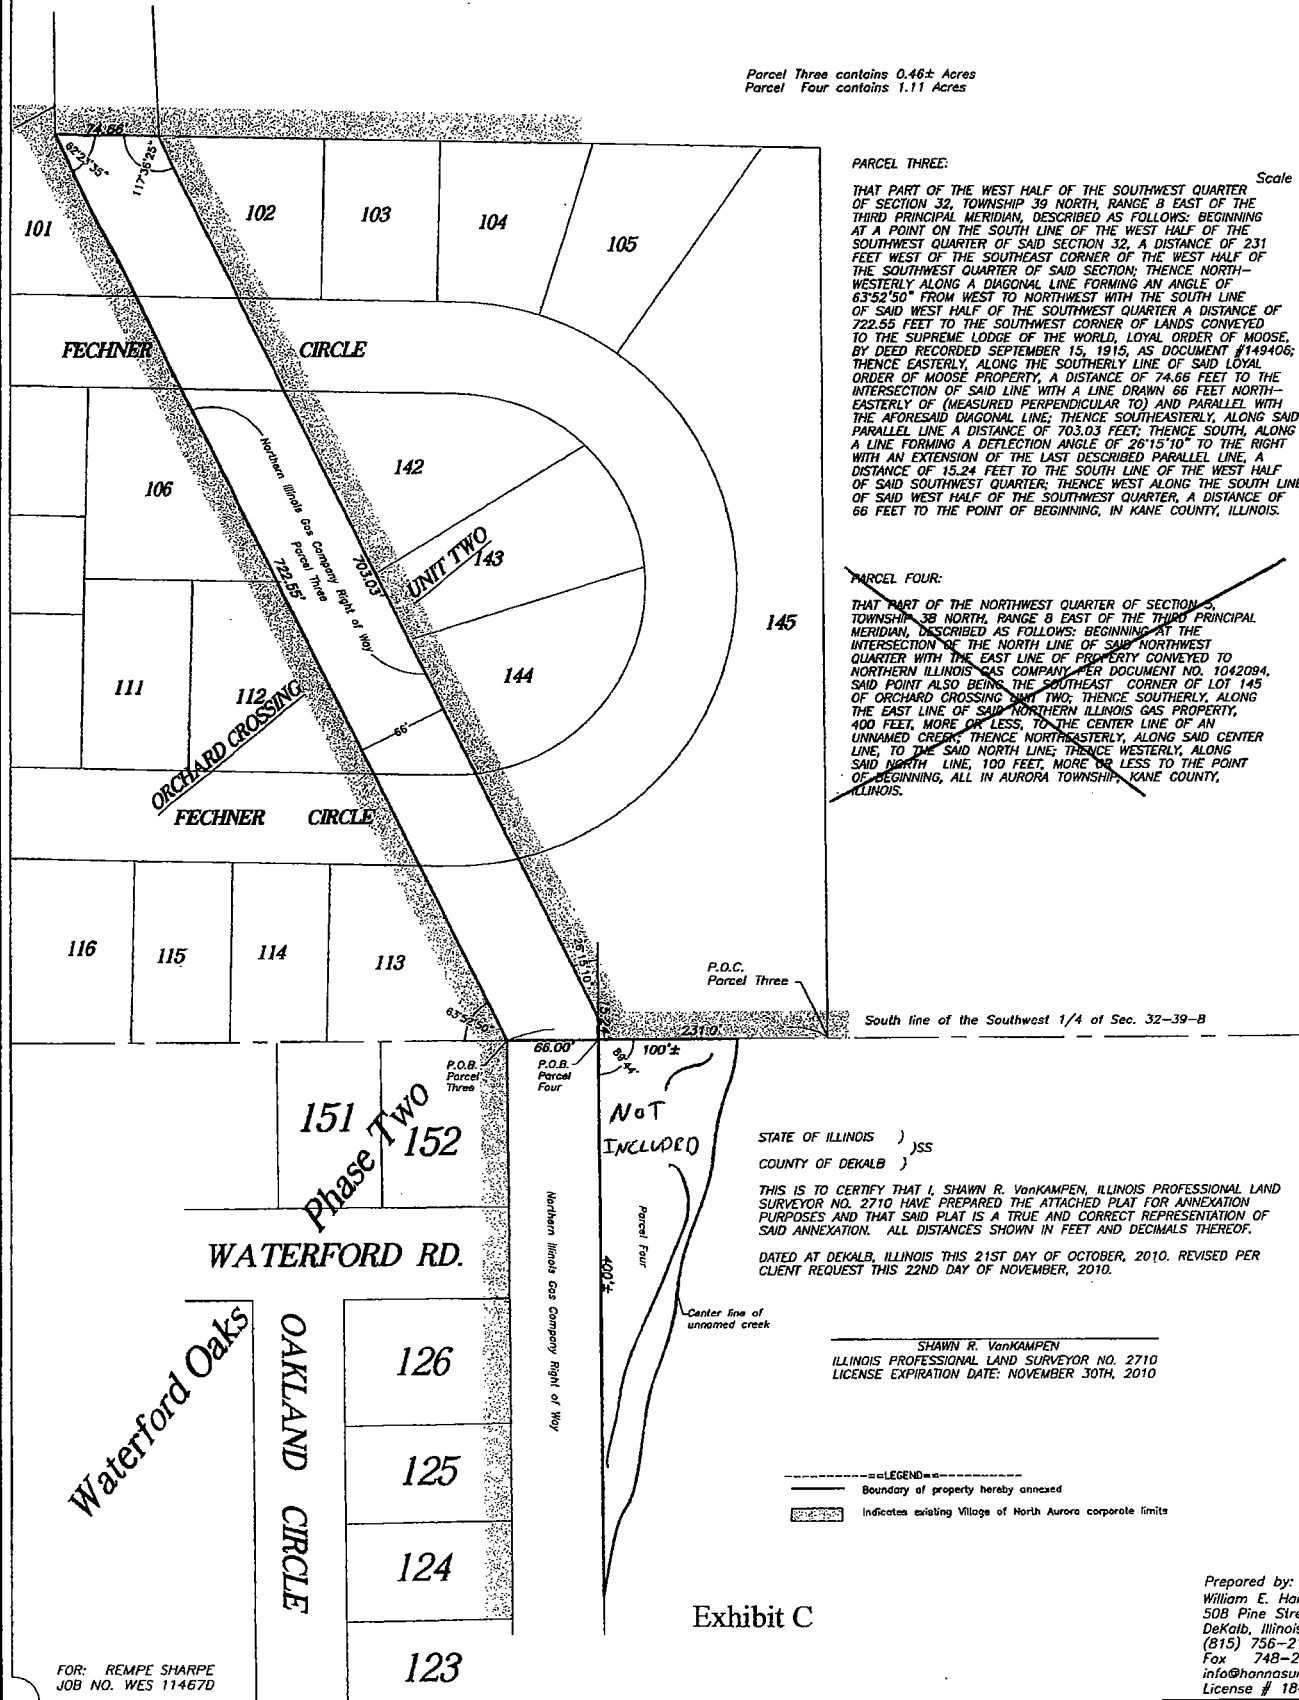 Parcel Three contains 0.46± Acres
Parcel Four contains 1.11 Acres
PARCEL THREE:
Scale
THAT PART OF THE WEST HALF OF THE SOUTHWEST QUARTER
OF SECTION 32, TOWNSHIP 39 NORTH, RANGE 8 EAST OF THE
THIRD PRINCIPAL MERIDIAN, DESCRIBED AS FOLLOWS: BEGINNING
AT A POINT ON THE SOUTH LINE OF THE WEST HALF OF THE
SOUTHWEST QUARTER OF SAID SECTION 32, A DISTANCE OF 231
FEET WEST OF THE SOUTHEAST CORNER OF THE WEST HALF OF
THE SOUTHWEST QUARTER OF SAID SECTION; THENCE NORTH-
WESTERLY ALONG A DIAGONAL LINE FORMING AN ANGLE OF
63°52'50" FROM WEST TO NORTHWEST WITH THE SOUTH LINE
OF SAID WEST HALF OF THE SOUTHWEST QUARTER A DISTANCE OF
722.55 FEET TO THE SOUTHWEST CORNER OF LANDS CONVEYED
TO THE SUPREME LODGE OF THE WORLD, LOYAL ORDER OF MOOSE,
BY DEED RECORDED SEPTEMBER 15, 1915, AS DOCUMENT #149406;
THENCE EASTERLY, ALONG THE SOUTHERLY LINE OF SAID LOYAL
ORDER OF MOOSE PROPERTY, A DISTANCE OF 74.66 FEET TO THE
INTERSECTION OF SAID LINE WITH A LINE DRAWN 66 FEET NORTH-
EASTERLY OF (MEASURED PERPENDICULAR TO) AND PARALLEL WITH
THE AFORESAID DIAGONAL LINE; THENCE SOUTHEASTERLY, ALONG SAID
PARALLEL LINE A DISTANCE OF 703.03 FEET; THENCE SOUTH, ALONG
A LINE FORMING A DEFLECTION ANGLE OF 26°15'10" TO THE RIGHT
WITH AN EXTENSION OF THE LAST DESCRIBED PARALLEL LINE, A
DISTANCE OF 15.24 FEET TO THE SOUTH LINE OF THE WEST HALF
OF SAID SOUTHWEST QUARTER; THENCE WEST ALONG THE SOUTH LINE
OF SAID WEST HALF OF THE SOUTHWEST QUARTER, A DISTANCE OF
66 FEET TO THE POINT OF BEGINNING, IN KANE COUNTY, ILLINOIS.
PARCEL FOUR:
THAT PART OF THE NORTHWEST QUARTER OF SECTION 5,
TOWNSHIP 38 NORTH, RANGE 8 EAST OF THE THIRD PRINCIPAL
MERIDIAN, DESCRIBED AS FOLLOWS: BEGINNING AT THE
INTERSECTION OF THE NORTH LINE OF SAID NORTHWEST
QUARTER WITH THE EAST LINE OF PROPERTY CONVEYED TO
NORTHERN ILLINOIS GAS COMPANY PER DOCUMENT NO. 1042094,
SAID POINT ALSO BEING THE SOUTHEAST CORNER OF LOT 145
OF ORCHARD CROSSING UNIT TWO; THENCE SOUTHERLY, ALONG
THE EAST LINE OF SAID NORTHERN ILLINOIS GAS PROPERTY,
400 FEET, MORE OR LESS, TO THE CENTER LINE OF AN
UNNAMED CREEK; THENCE NORTHEASTERLY, ALONG SAID CENTER
LINE, TO THE SAID NORTH LINE; THENCE WESTERLY, ALONG
SAID NORTH LINE, 100 FEET, MORE OR LESS TO THE POINT
OF BEGINNING, ALL IN AURORA TOWNSHIP, KANE COUNTY,
ILLINOIS.
74.66'
62°23'35"
117°36'25"
101
102
103
104
105
FECHNER CIRCLE
106
142
Northern Illinois Gas Company Right of Way
Parcel Three
722.55'
703.03'
UNIT TWO
143
145
144
111
112
66'
ORCHARD CROSSING
FECHNER CIRCLE
116
115
114
113
26°15'10"
15.24'
63°52'50"
P.O.C.
Parcel Three
South line of the Southwest 1/4 of Sec. 32-39-8
231.0'
66.00'
100'±
P.O.B.
Parcel
Three
P.O.B.
Parcel
Four
NOT
INCLUDED
151
152
Phase Two
WATERFORD RD.
Northern Illinois Gas Company Right of Way
Parcel Four
400'±
Center line of
unnamed creek
Waterford Oaks
OAKLAND CIRCLE
126
125
124
123
STATE OF ILLINOIS )
)SS
COUNTY OF DEKALB )
THIS IS TO CERTIFY THAT I, SHAWN R. VanKAMPEN, ILLINOIS PROFESSIONAL LAND
SURVEYOR NO. 2710 HAVE PREPARED THE ATTACHED PLAT FOR ANNEXATION
PURPOSES AND THAT SAID PLAT IS A TRUE AND CORRECT REPRESENTATION OF
SAID ANNEXATION. ALL DISTANCES SHOWN IN FEET AND DECIMALS THEREOF.
DATED AT DEKALB, ILLINOIS THIS 21ST DAY OF OCTOBER, 2010. REVISED PER
CLIENT REQUEST THIS 22ND DAY OF NOVEMBER, 2010.
SHAWN R. VanKAMPEN
ILLINOIS PROFESSIONAL LAND SURVEYOR NO. 2710
LICENSE EXPIRATION DATE: NOVEMBER 30TH, 2010
==LEGEND==
Boundary of property hereby annexed
Indicates existing Village of North Aurora corporate limits
Exhibit C
FOR: REMPE SHARPE
JOB NO. WES 11467D
Prepared by:
William E. Ha
508 Pine Stre
DeKalb, Illinois
(815) 756-2
Fax 748-2
info@hannasu
License # 18